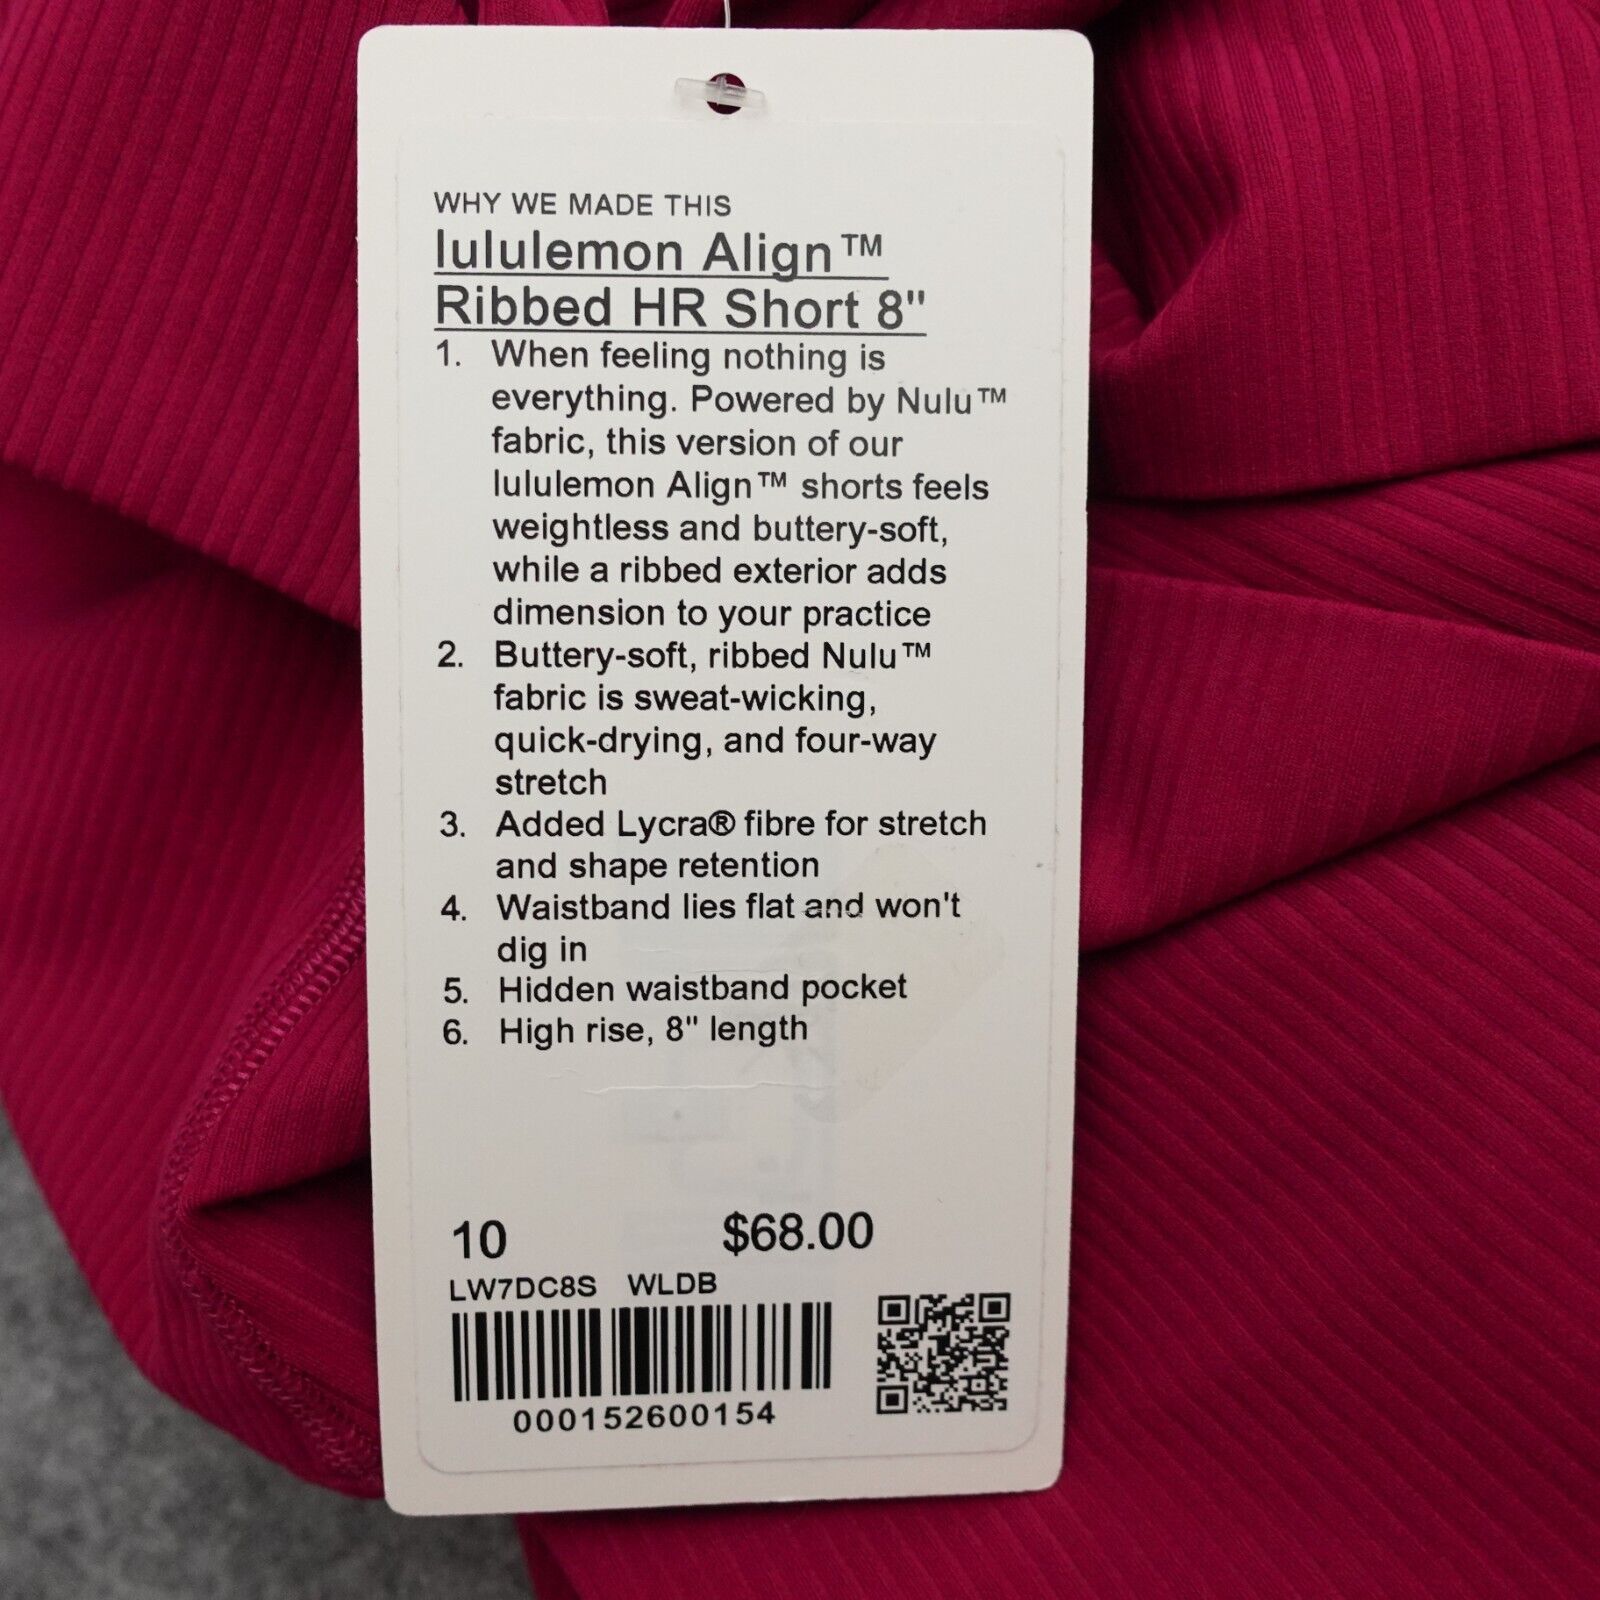 WHY WE MADE THIS
lululemon Align™
Ribbed HR Short 8"
1. When feeling nothing is
everything. Powered by Nulu™
fabric, this version of our
lululemon Align™ shorts feels
weightless and buttery-soft,
while a ribbed exterior adds
dimension to your practice
2. Buttery-soft, ribbed Nulu™
fabric is sweat-wicking,
quick-drying, and four-way
stretch
3. Added Lycra® fibre for stretch
and shape retention
4. Waistband lies flat and won't
dig in
5. Hidden waistband pocket
6. High rise, 8" length
10 $68.00
LW7DC8S WLDB
000152600154